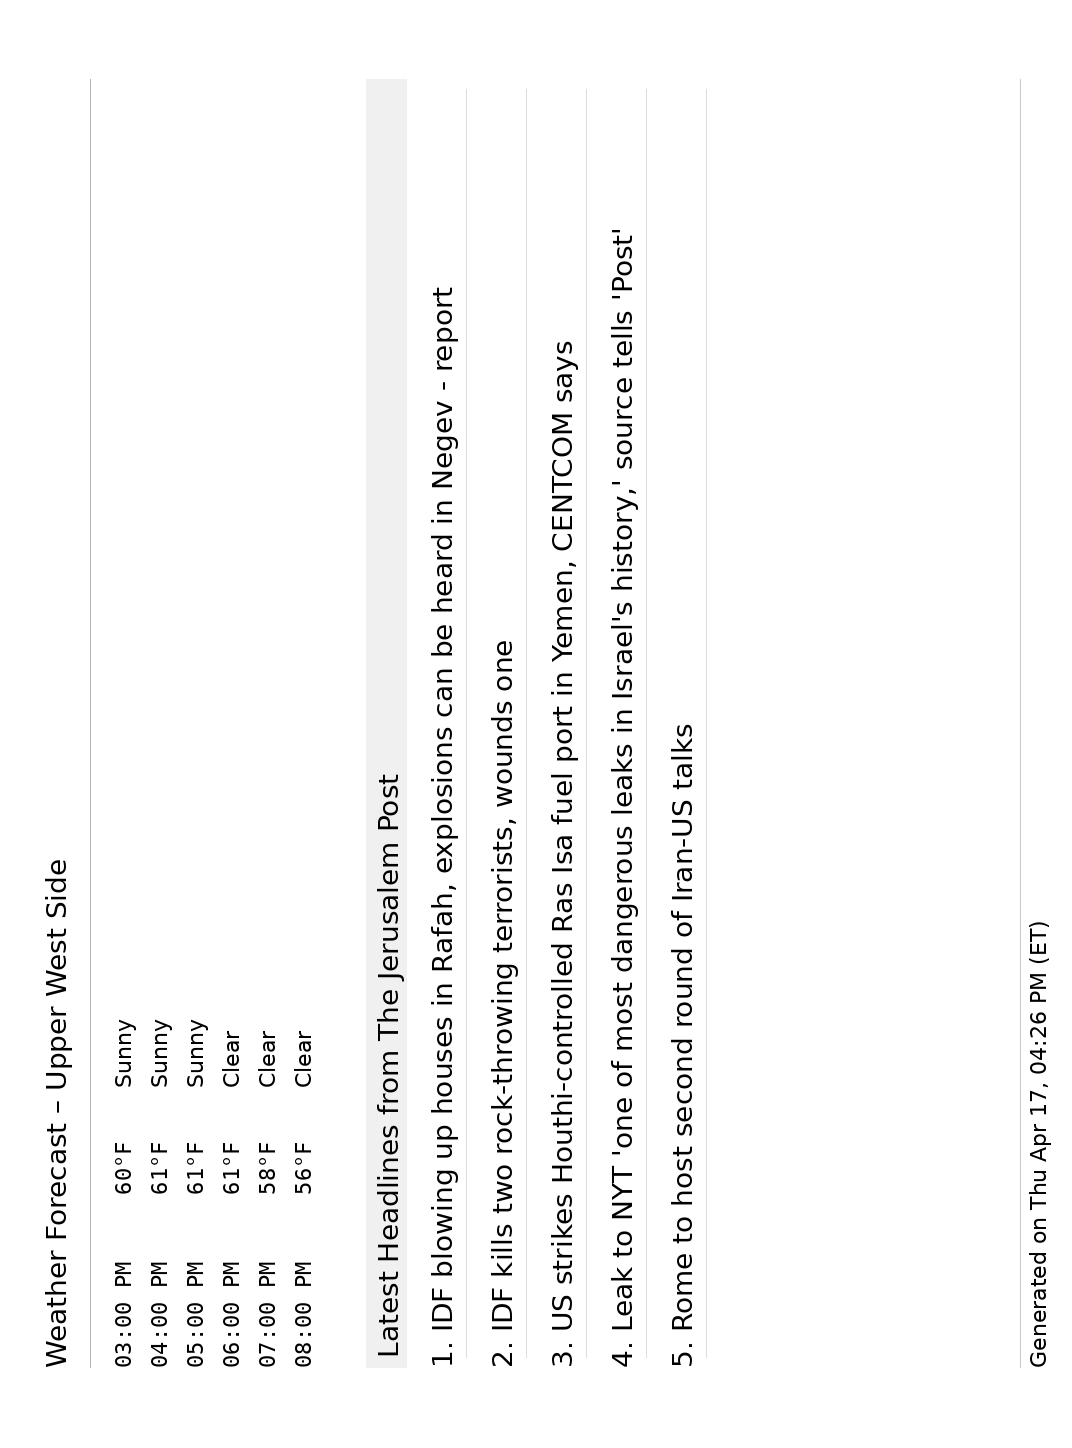 Weather Forecast – Upper West Side
03:00 PM 60°F Sunny
04:00 PM 61°F Sunny
05:00 PM 61°F Sunny
06:00 PM 61°F Clear
07:00 PM 58°F Clear
08:00 PM 56°F Clear
Latest Headlines from The Jerusalem Post
1. IDF blowing up houses in Rafah, explosions can be heard in Negev - report
2. IDF kills two rock-throwing terrorists, wounds one
3. US strikes Houthi-controlled Ras Isa fuel port in Yemen, CENTCOM says
4. Leak to NYT 'one of most dangerous leaks in Israel's history,' source tells 'Post'
5. Rome to host second round of Iran-US talks
Generated on Thu Apr 17, 04:26 PM (ET)